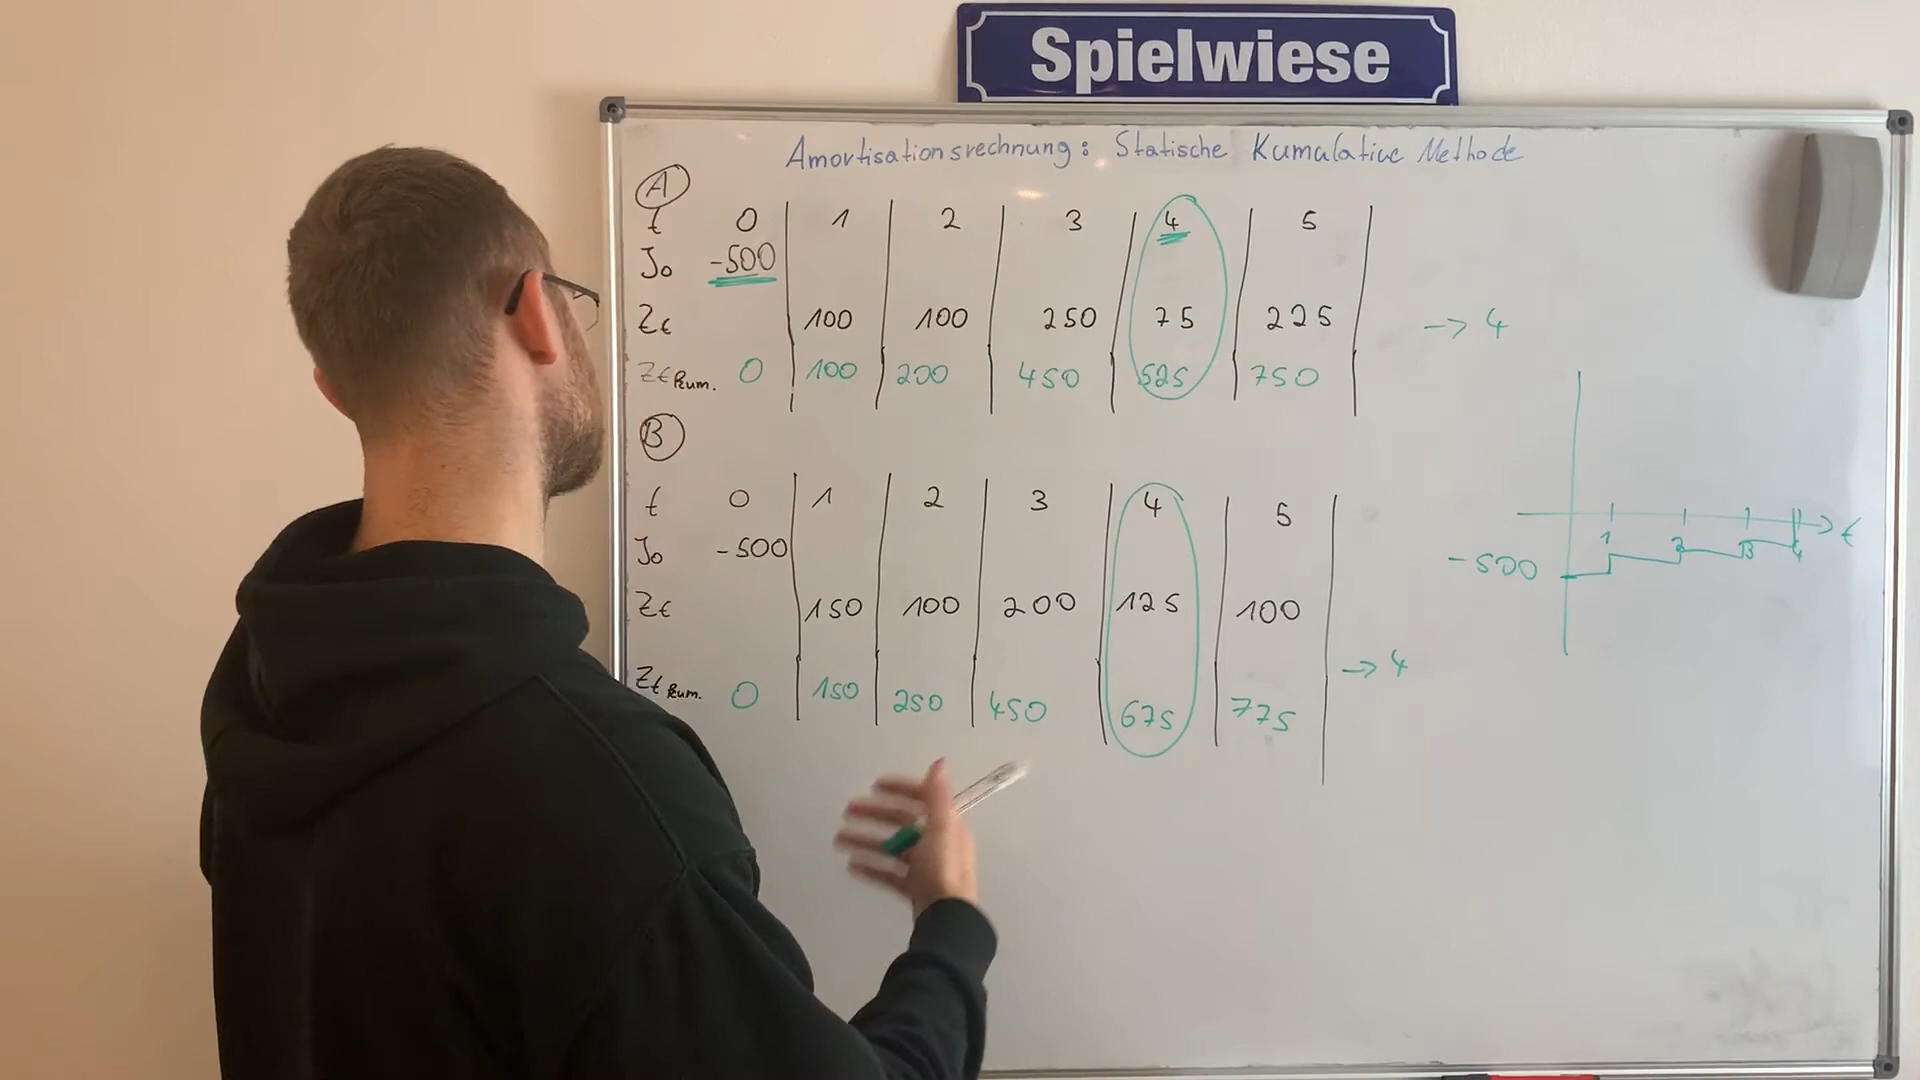 Spielwiese
Amortisationsrechnung: Statische Kumulative Methode
A
t 0 1 2 3 4 5
Jo -500
Zt 100 100 250 75 225 -> 4
Zt kum. 0 100 200 450 525 750
B
t 0 1 2 3 4 5
Jo -500
Zt 150 100 200 125 100
Zt kum. 0 150 250 450 675 775 -> 4
1 2 3 4 t
-500